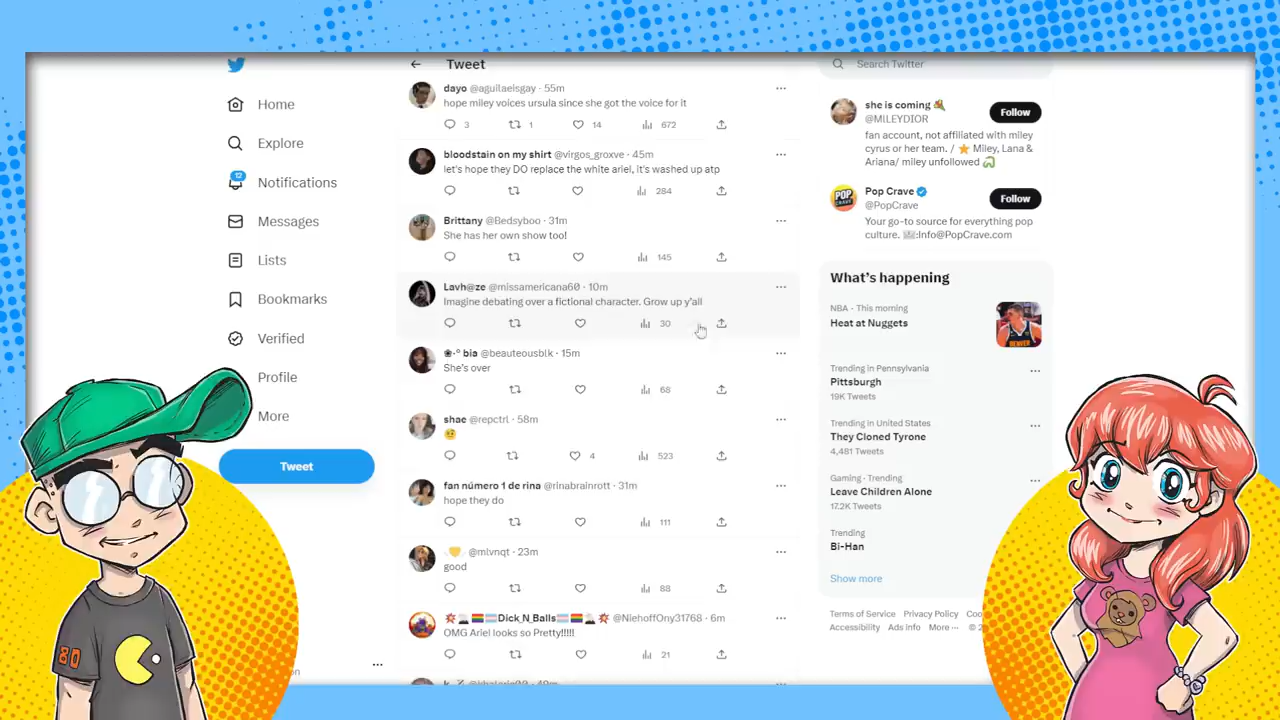 Home
Explore
12
Notifications
Messages
Lists
Bookmarks
Verified
Profile
More
Tweet
Tweet
dayo @aguilaeisgay · 55m
hope miley voices ursula since she got the voice for it
3 1 14 672
bloodstain on my shirt @virgos_groxve · 45m
let's hope they DO replace the white ariel, it's washed up atp
284
Brittany @Bedsyboo · 31m
She has her own show too!
145
Lavh@ze @missamericana60 · 10m
Imagine debating over a fictional character. Grow up y'all
30
❀·° bia @beauteousblk · 15m
She's over
68
shae @repctrl · 58m
4 523
fan número 1 de rina @rinabrainrott · 31m
hope they do
111
@mlvnqt · 23m
good
88
Dick_N_Balls @NiehoffOny31768 · 6m
OMG Ariel looks so Pretty!!!!!
21
Search Twitter
she is coming
@MILEYDIOR
Follow
fan account, not affiliated with miley
cyrus or her team. / ⭐ Miley, Lana &
Ariana/ miley unfollowed
POP CRAVE
Pop Crave
@PopCrave
Follow
Your go-to source for everything pop
culture. :Info@PopCrave.com
What's happening
NBA · This morning
Heat at Nuggets
Trending in Pennsylvania
Pittsburgh
19K Tweets
Trending in United States
They Cloned Tyrone
4,481 Tweets
Gaming · Trending
Leave Children Alone
17.2K Tweets
Trending
Bi-Han
Show more
Terms of Service Privacy Policy
Accessibility Ads info More ···
80